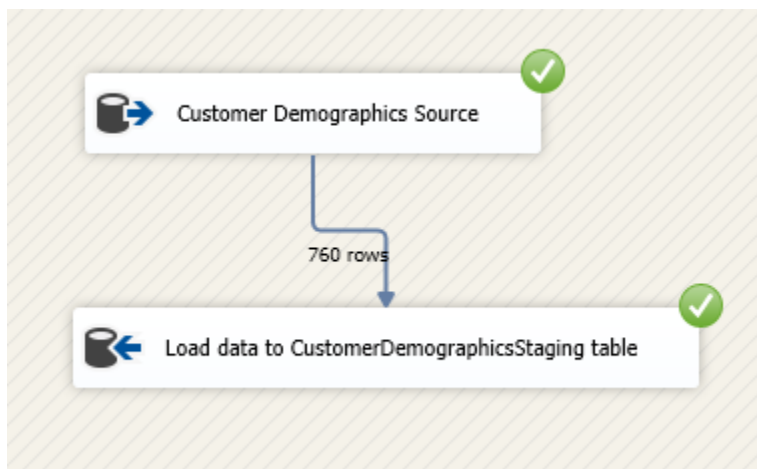 Customer Demographics Source
760 rows
Load data to CustomerDemographicsStaging table